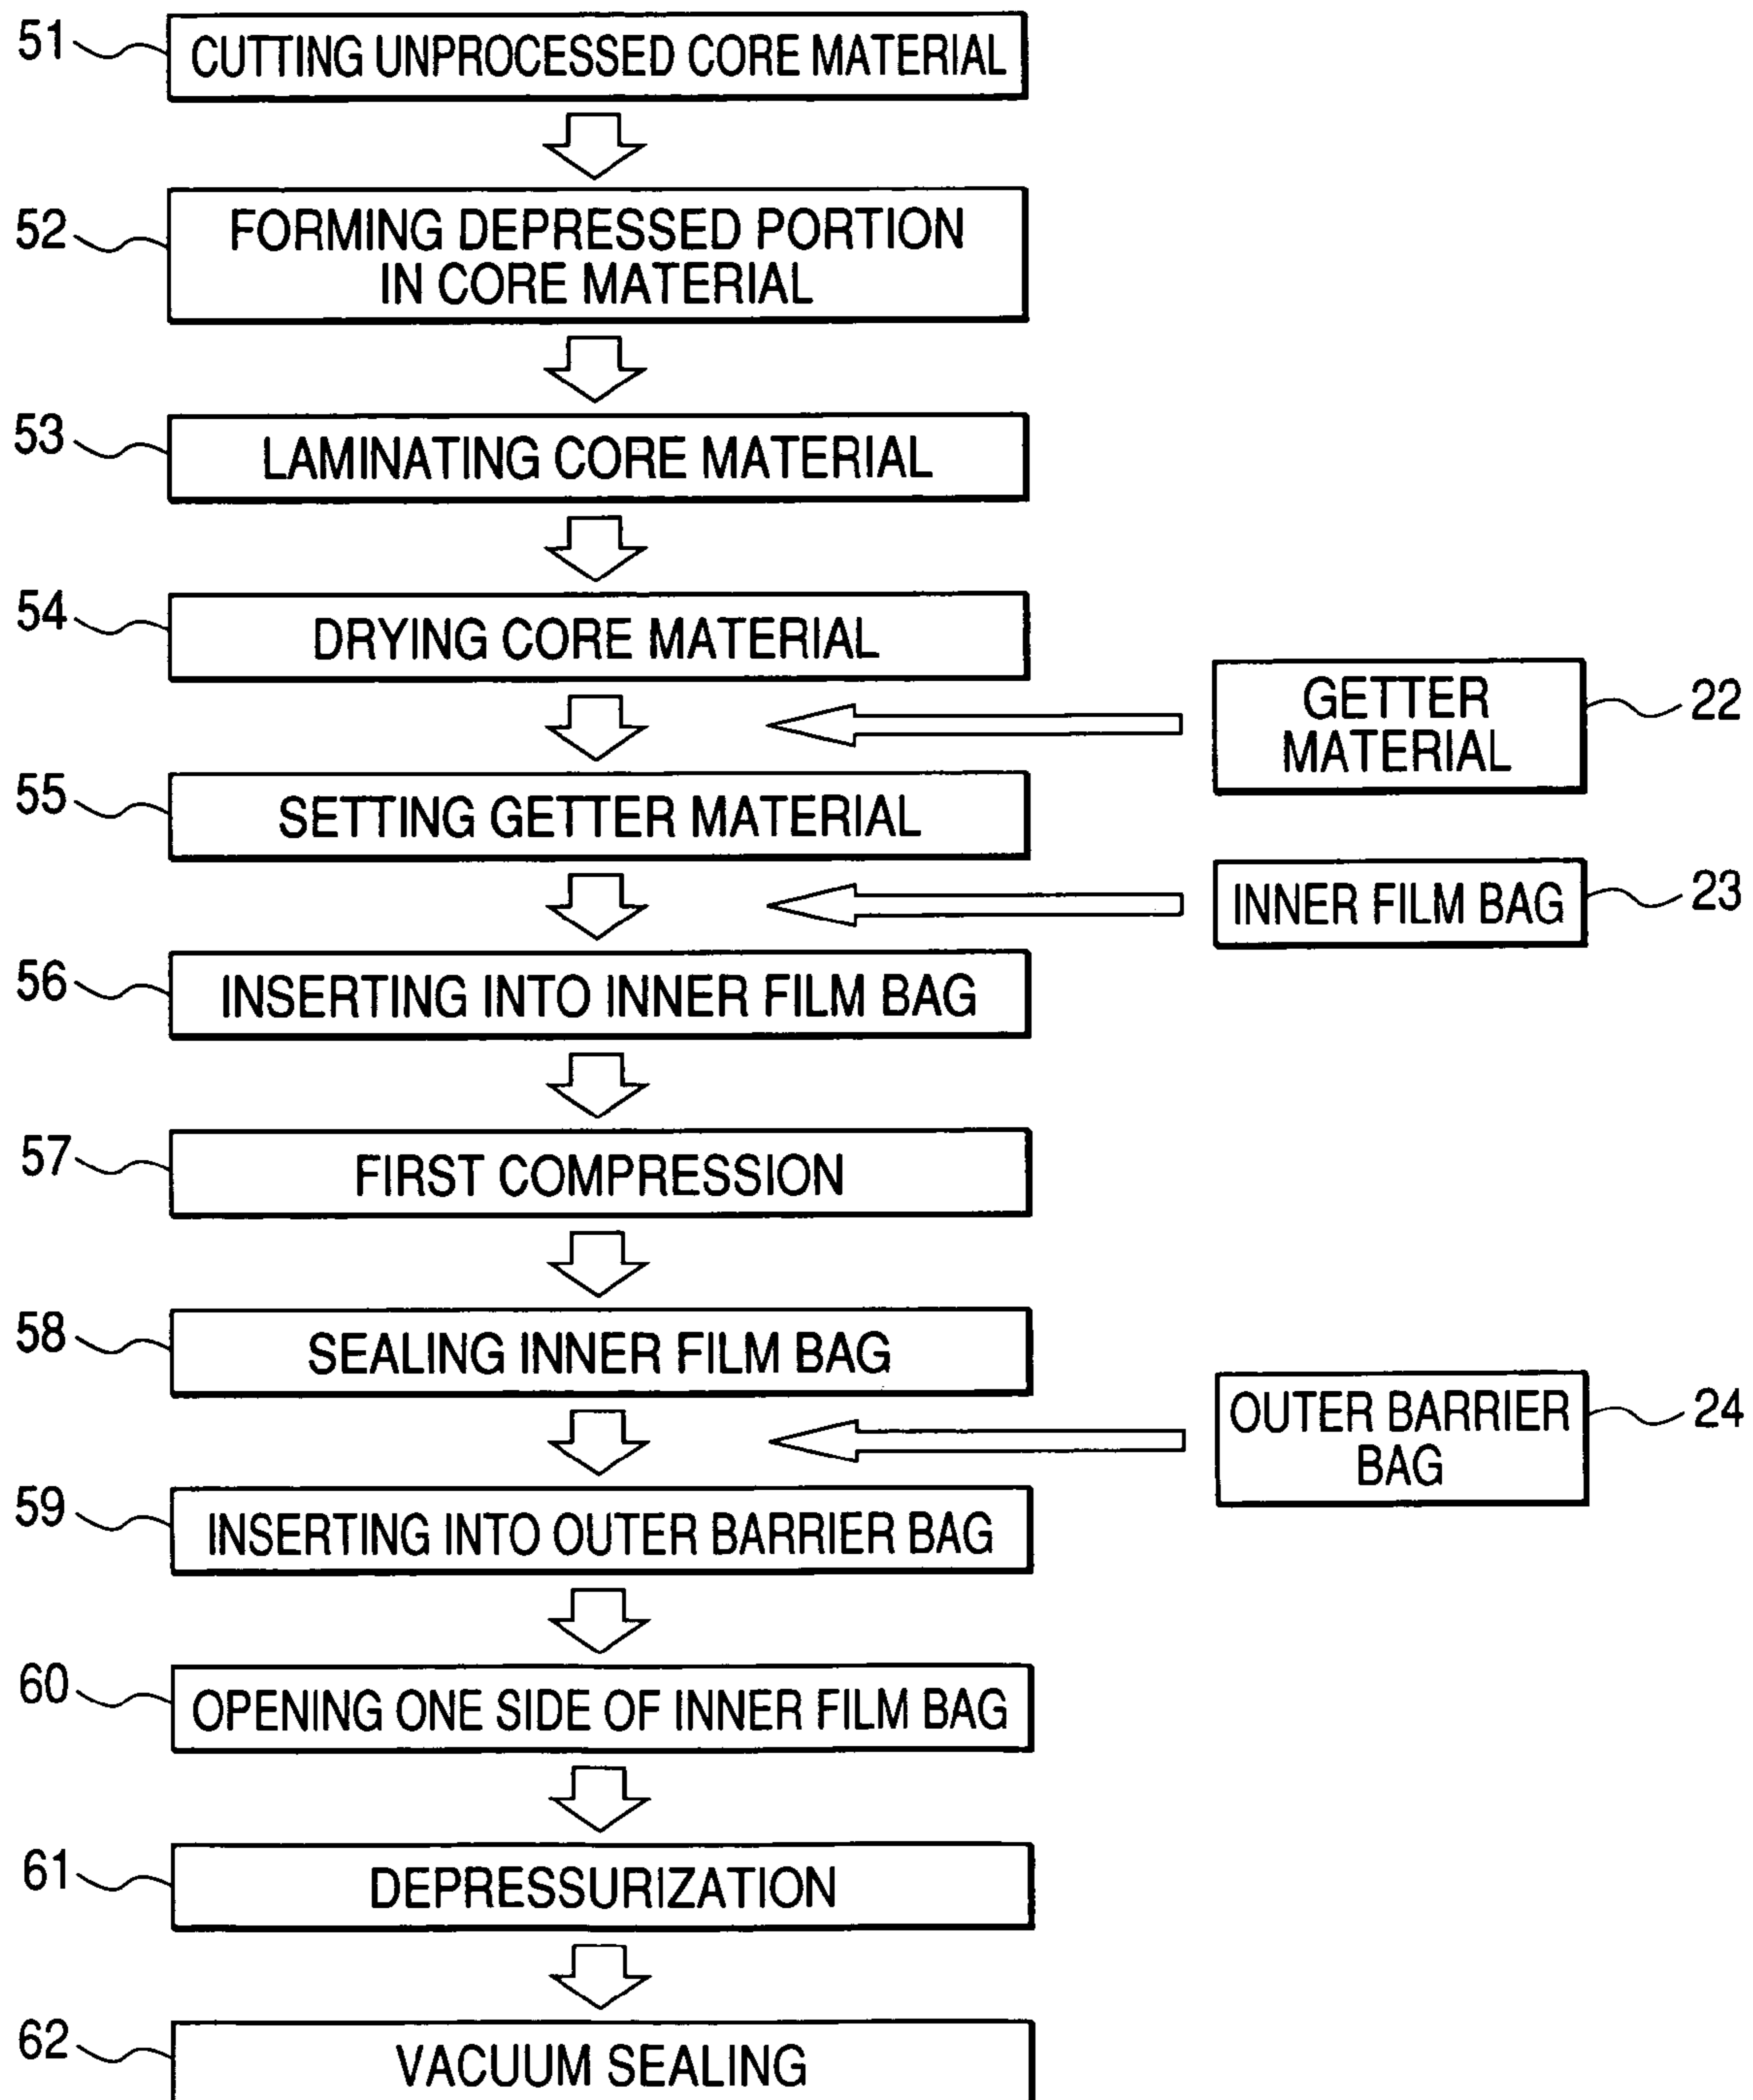 51
CUTTING UNPROCESSED CORE MATERIAL
52
FORMING DEPRESSED PORTION
IN CORE MATERIAL
53
LAMINATING CORE MATERIAL
54
DRYING CORE MATERIAL
GETTER
MATERIAL
22
55
SETTING GETTER MATERIAL
INNER FILM BAG
23
56
INSERTING INTO INNER FILM BAG
57
FIRST COMPRESSION
58
SEALING INNER FILM BAG
OUTER BARRIER
BAG
24
59
INSERTING INTO OUTER BARRIER BAG
60
OPENING ONE SIDE OF INNER FILM BAG
61
DEPRESSURIZATION
62
VACUUM SEALING